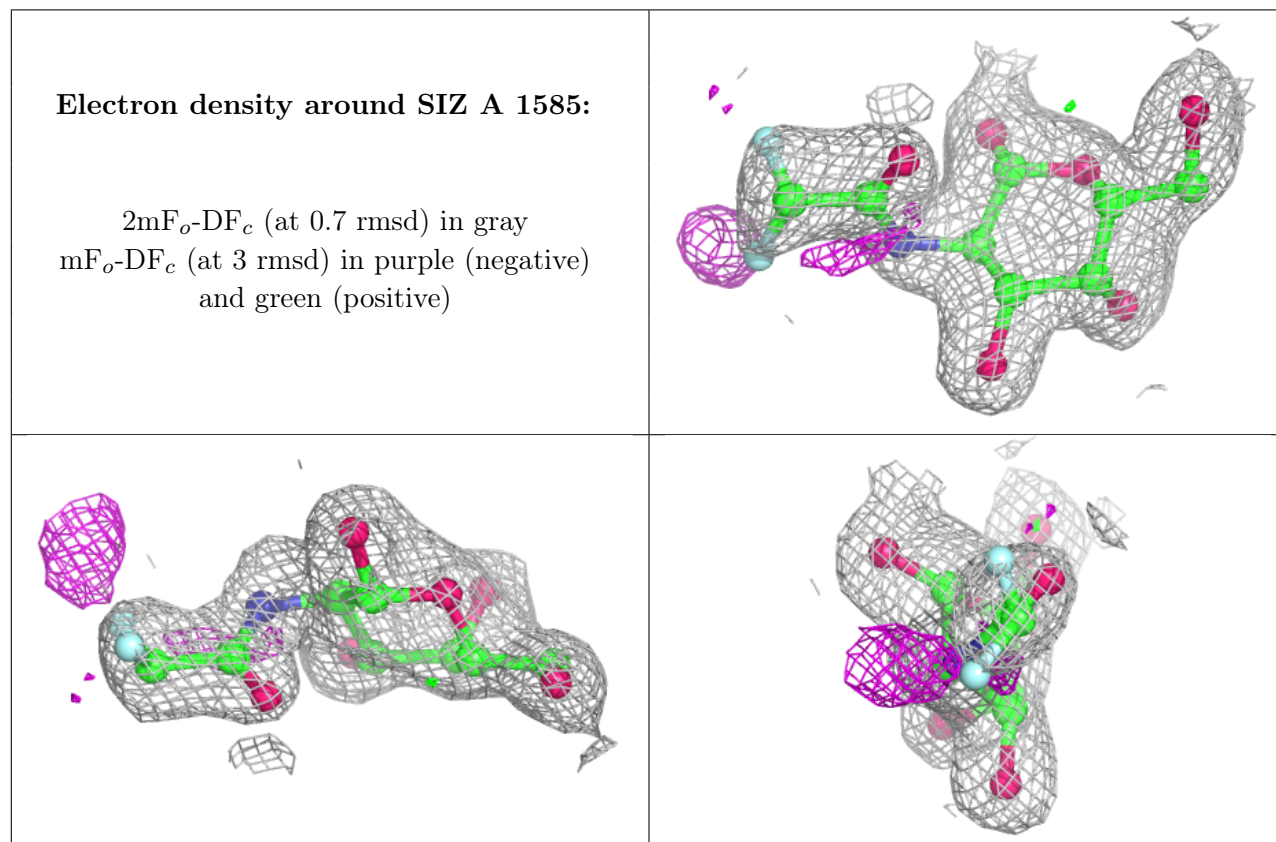 Electron density around SIZ A 1585:
2mFo-DFc (at 0.7 rmsd) in gray
mFo-DFc (at 3 rmsd) in purple (negative)
and green (positive)